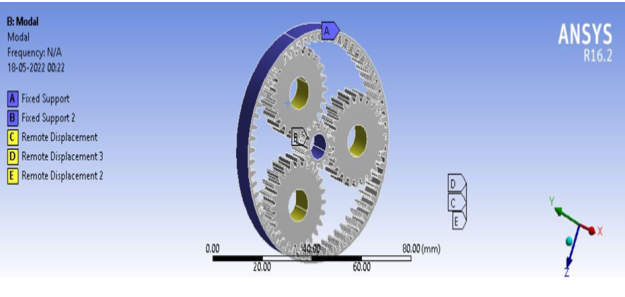 B: Modal
Modal
Frequency: N/A
18-05-2022 00:22
A Fixed Support
B Fixed Support 2
C Remote Displacement
D Remote Displacement 3
E Remote Displacement 2
A
B
D
C
E
ANSYS
R16.2
0.00 40.00 80.00 (mm)
20.00 60.00
Y
X
Z